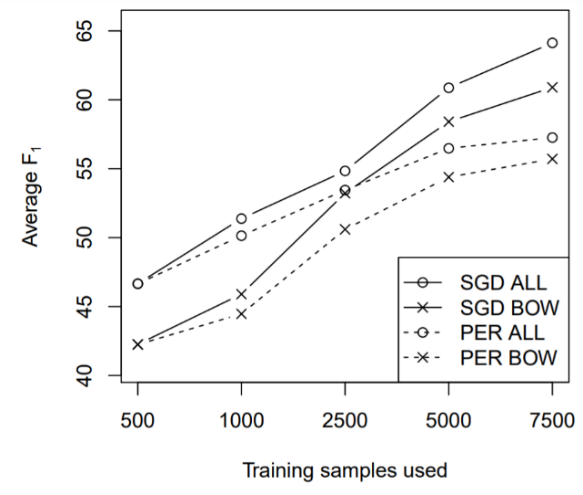 65
60
55
50
45
40
Average F1
SGD ALL
SGD BOW
PER ALL
PER BOW
500 1000 2500 5000 7500
Training samples used